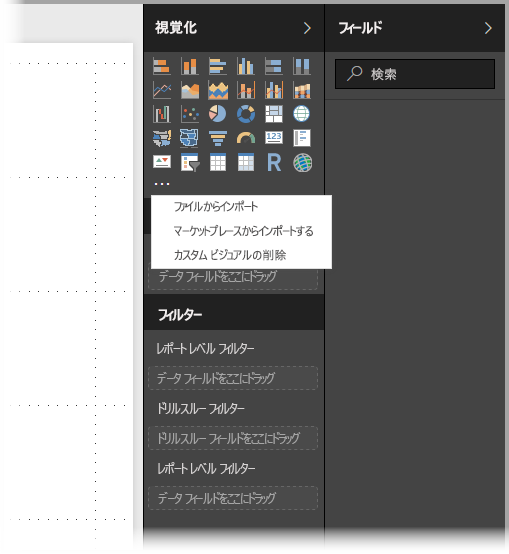 視覚化
フィールド
検索
123
R
ファイルからインポート
マーケットプレースからインポートする
カスタム ビジュアルの削除
データ フィールドをここにドラッグ
フィルター
レポート レベル フィルター
データ フィールドをここにドラッグ
ドリルスルー フィルター
ドリルスルー フィールドをここにドラッグ
レポート レベル フィルター
データ フィールドをここにドラッグ